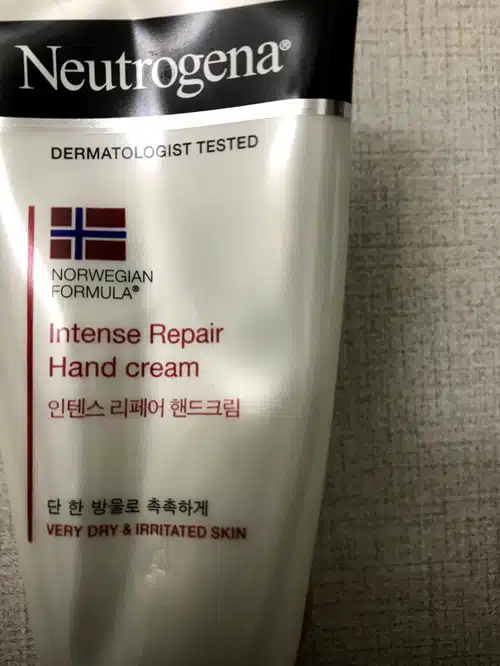 Neutrogena®
DERMATOLOGIST TESTED
NORWEGIAN
FORMULA®
Intense Repair
Hand cream
인텐스 리페어 핸드크림
단 한 방울로 촉촉하게
VERY DRY & IRRITATED SKIN